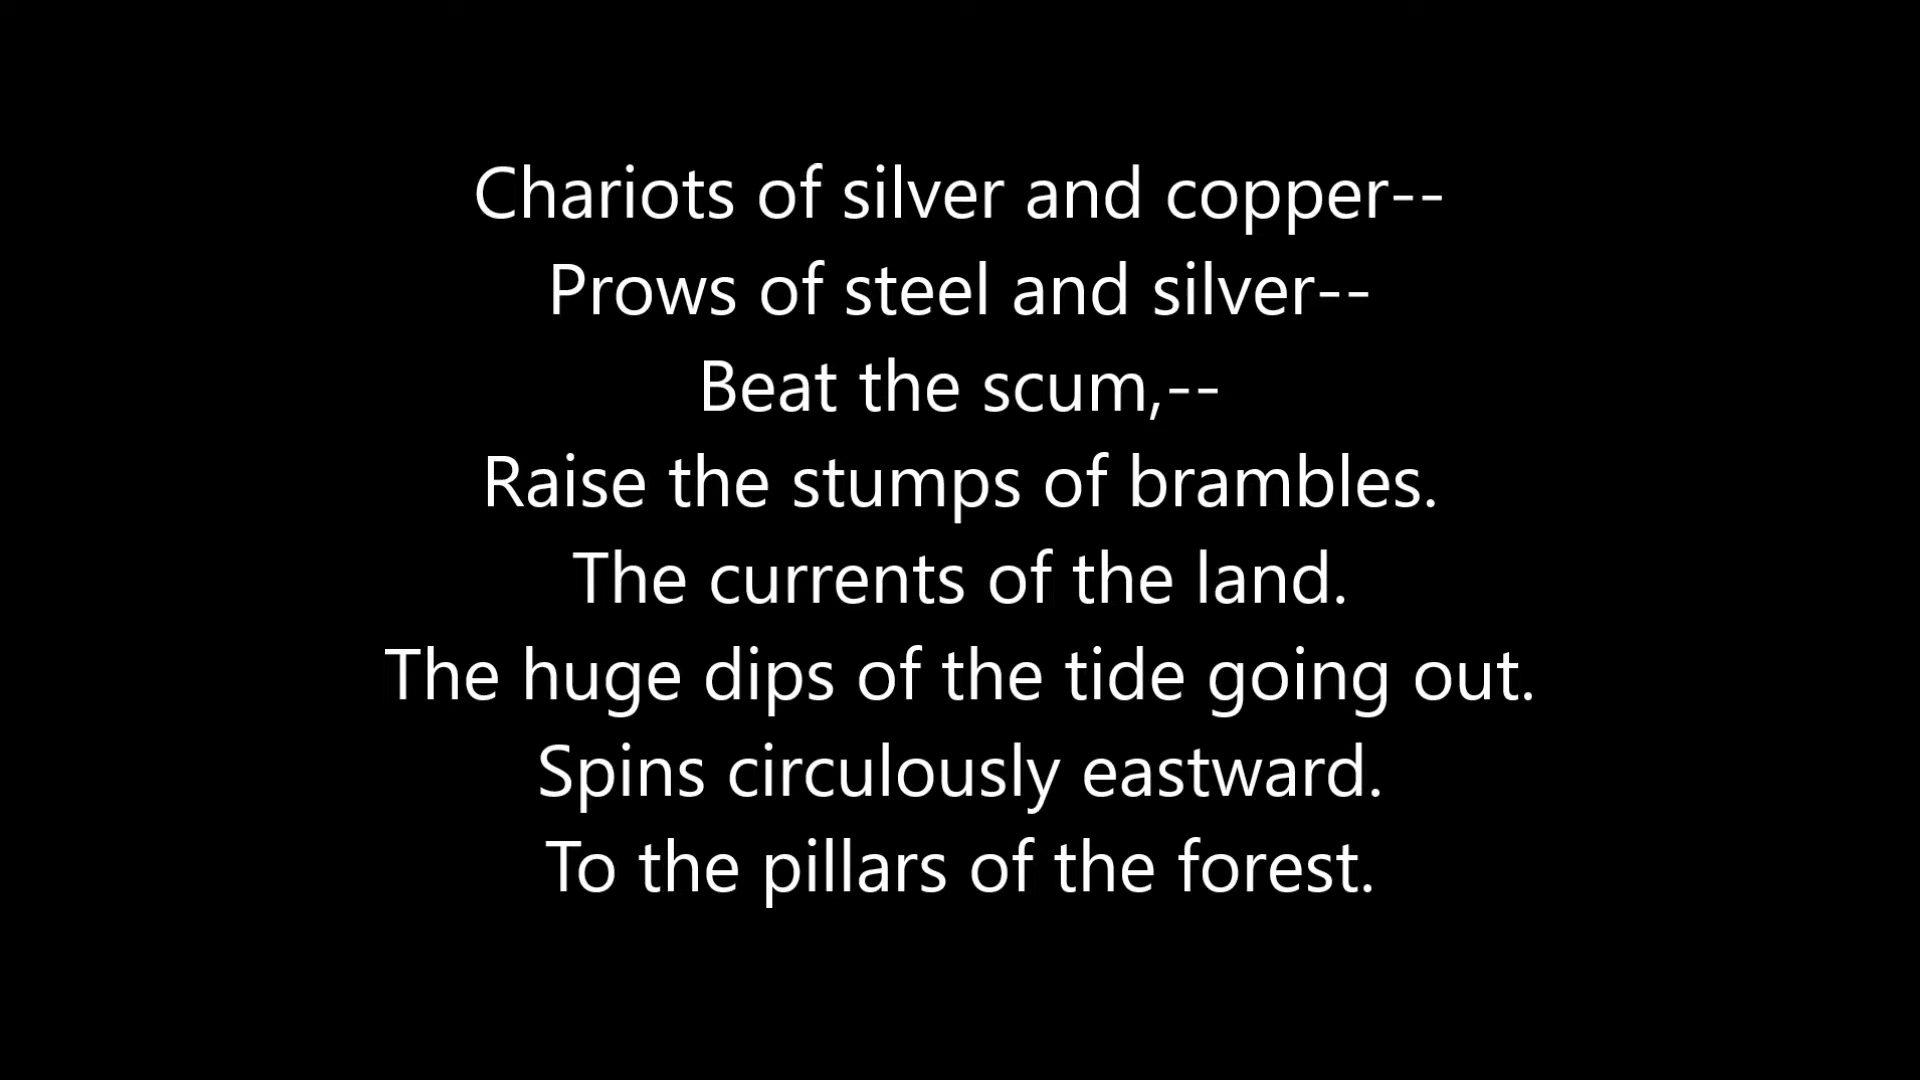 Chariots of silver and copper--
Prows of steel and silver--
Beat the scum,--
Raise the stumps of brambles.
The currents of the land.
The huge dips of the tide going out.
Spins circulously eastward.
To the pillars of the forest.